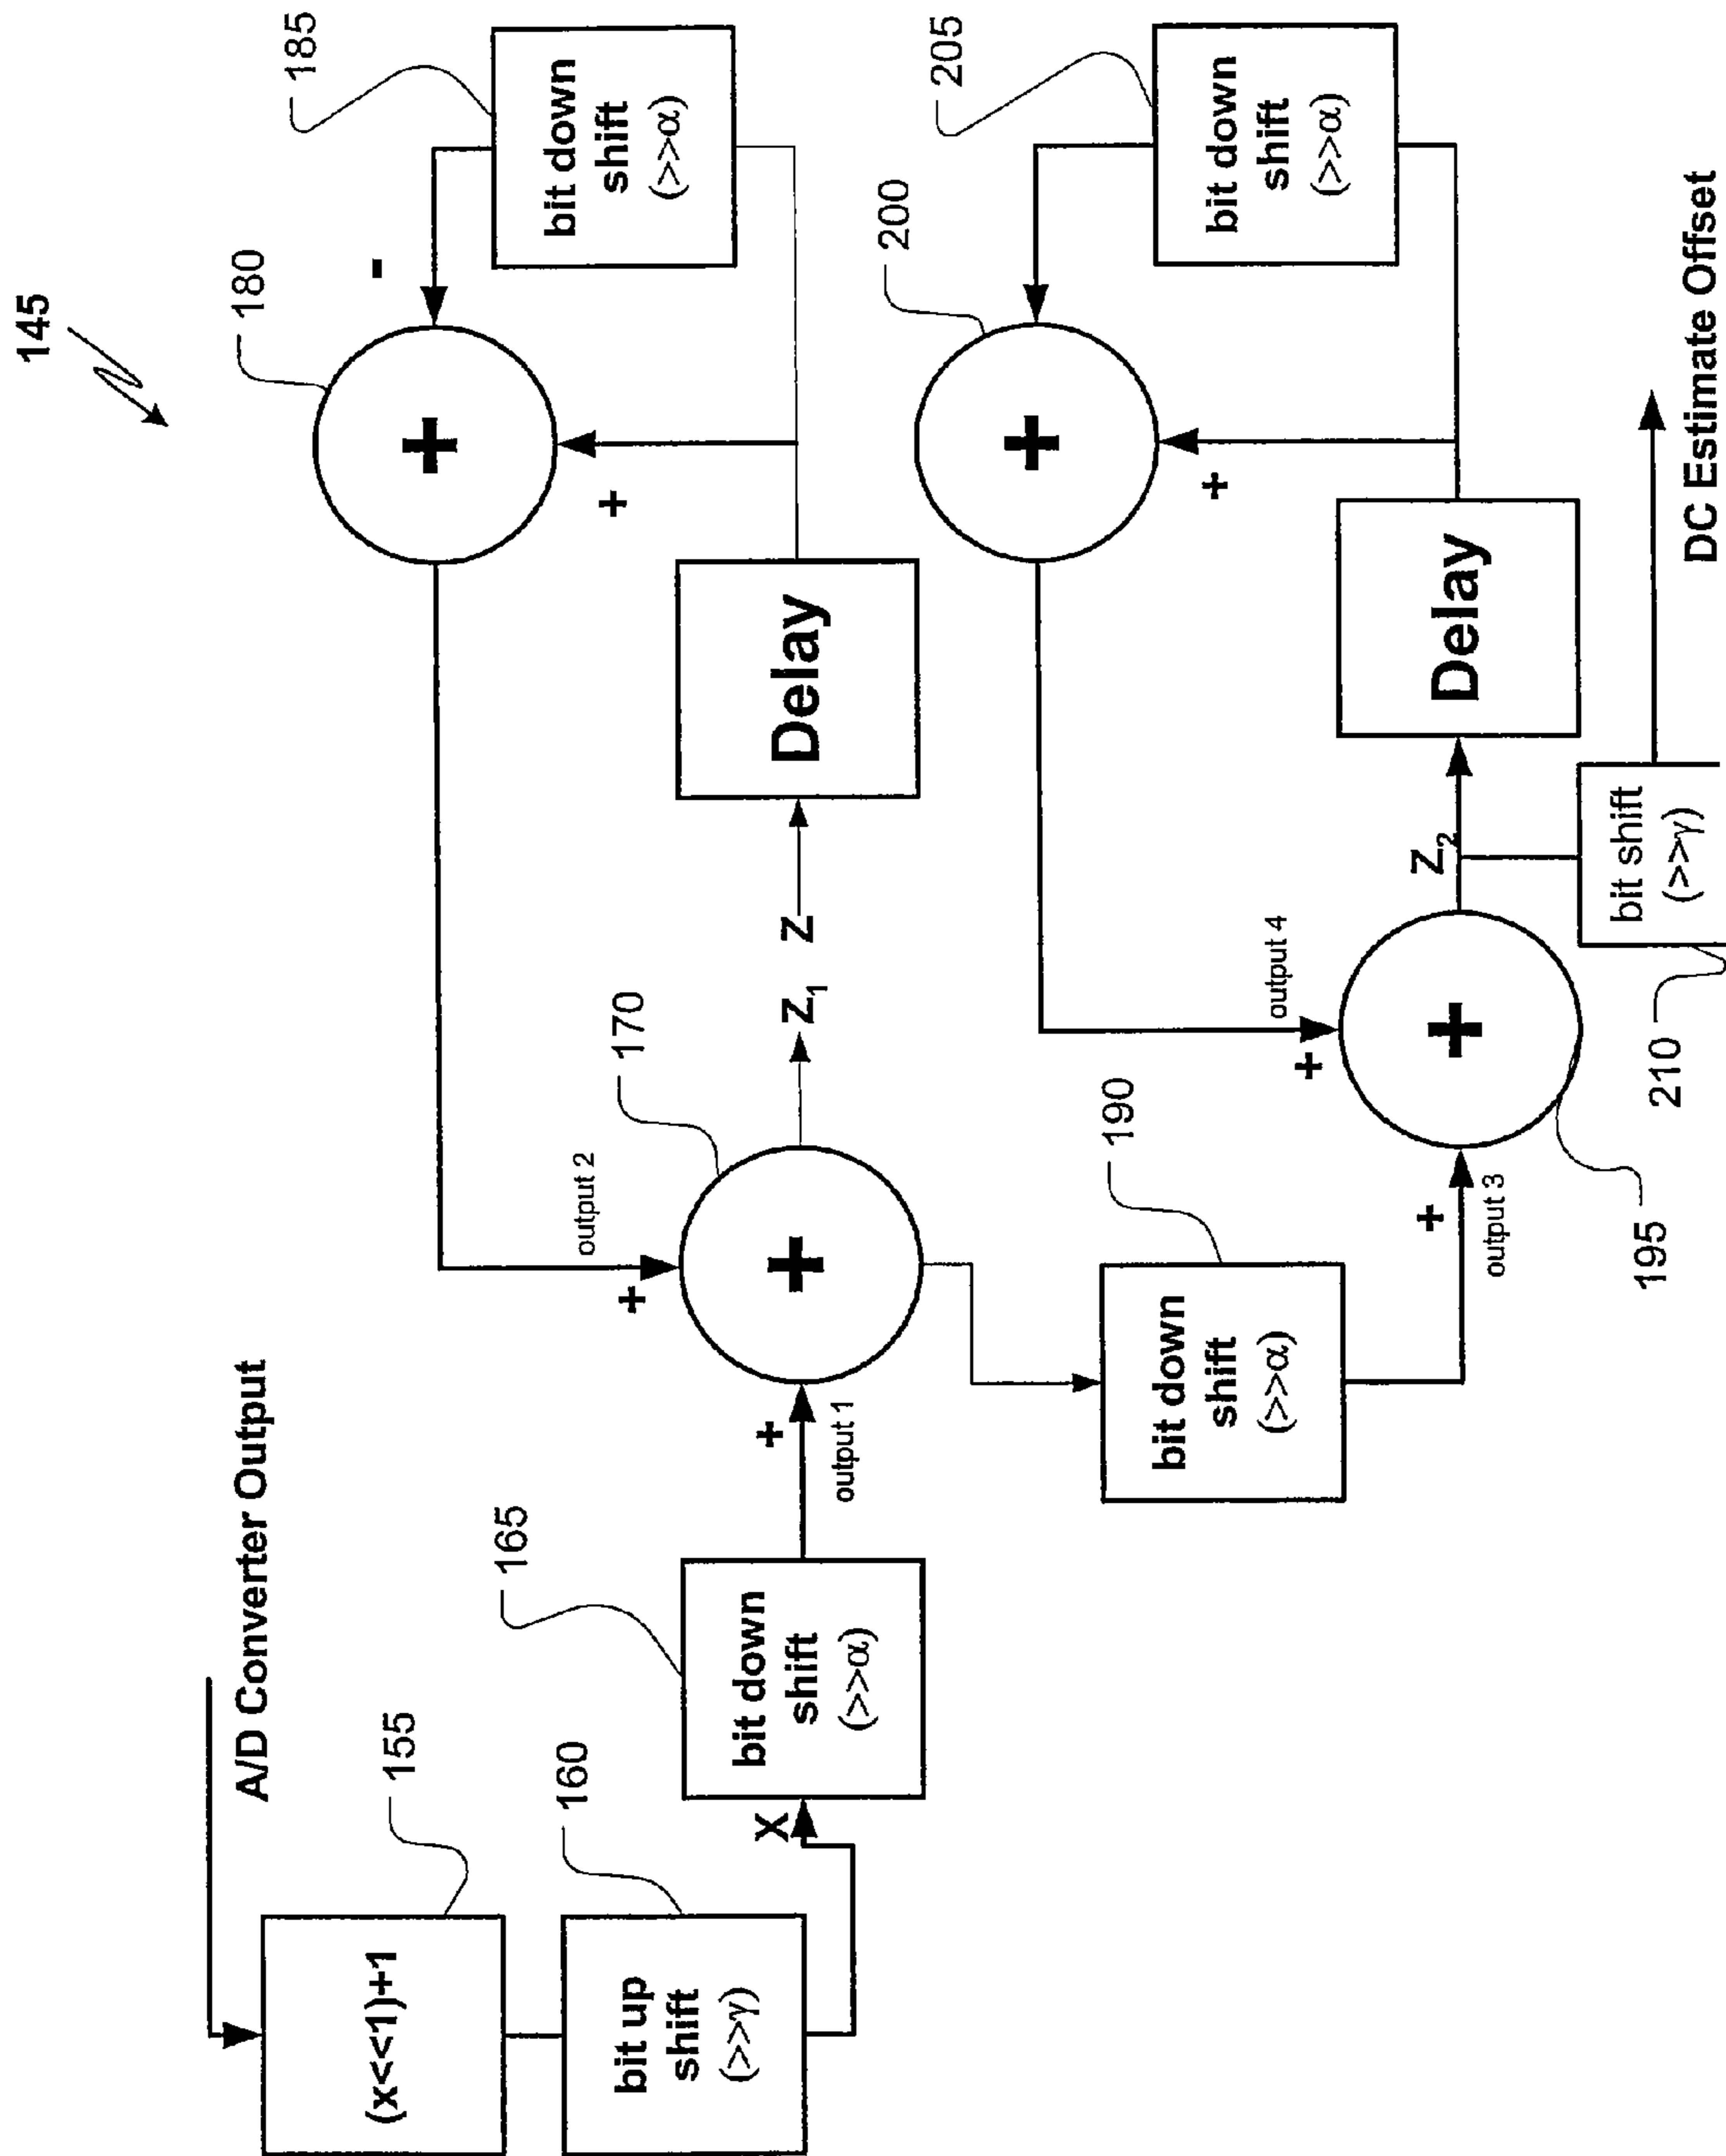 145
A/D Converter Output
155
(x<<1)+1
160
bit up
shift
(>>γ)
X
165
bit down
shift
(>>α)
+
output 1
170
+
+
output 2
Z₁
Z
Delay
180
+
+
-
185
bit down
shift
(>>α)
190
bit down
shift
(>>α)
+
output 3
195
+
+
output 4
Z₂
Delay
200
+
+
205
bit down
shift
(>>α)
210
bit shift
(>>γ)
DC Estimate Offset